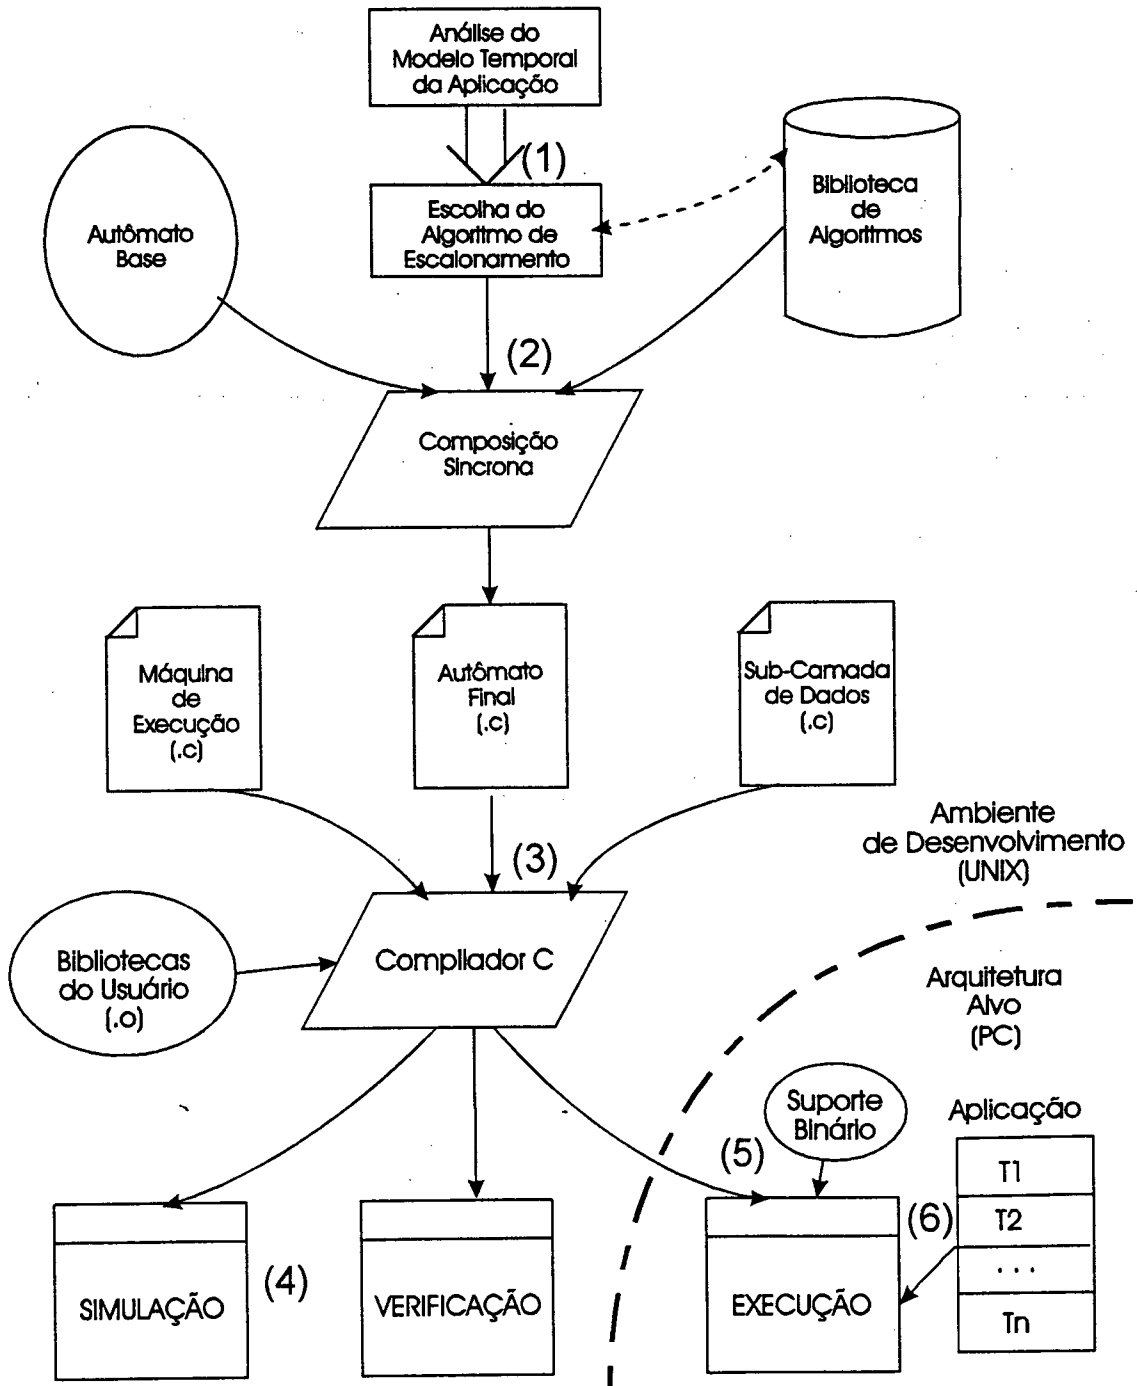 Análise do
Modelo Temporal
da Aplicação
(1)
Escolha do
Algoritmo de
Escalonamento
Biblioteca
de
Algoritmos
Autômato
Base
(2)
Composição
Síncrona
Máquina
de
Execução
(.c)
Autômato
Final
(.c)
Sub-Camada
de Dados
(.c)
Ambiente
de Desenvolvimento
(UNIX)
(3)
Bibliotecas
do Usuário
(.o)
Compilador C
Arquitetura
Alvo
(PC)
Suporte
Binário
Aplicação
T1
T2
. . .
Tn
(5)
(6)
SIMULAÇÃO
(4)
VERIFICAÇÃO
EXECUÇÃO